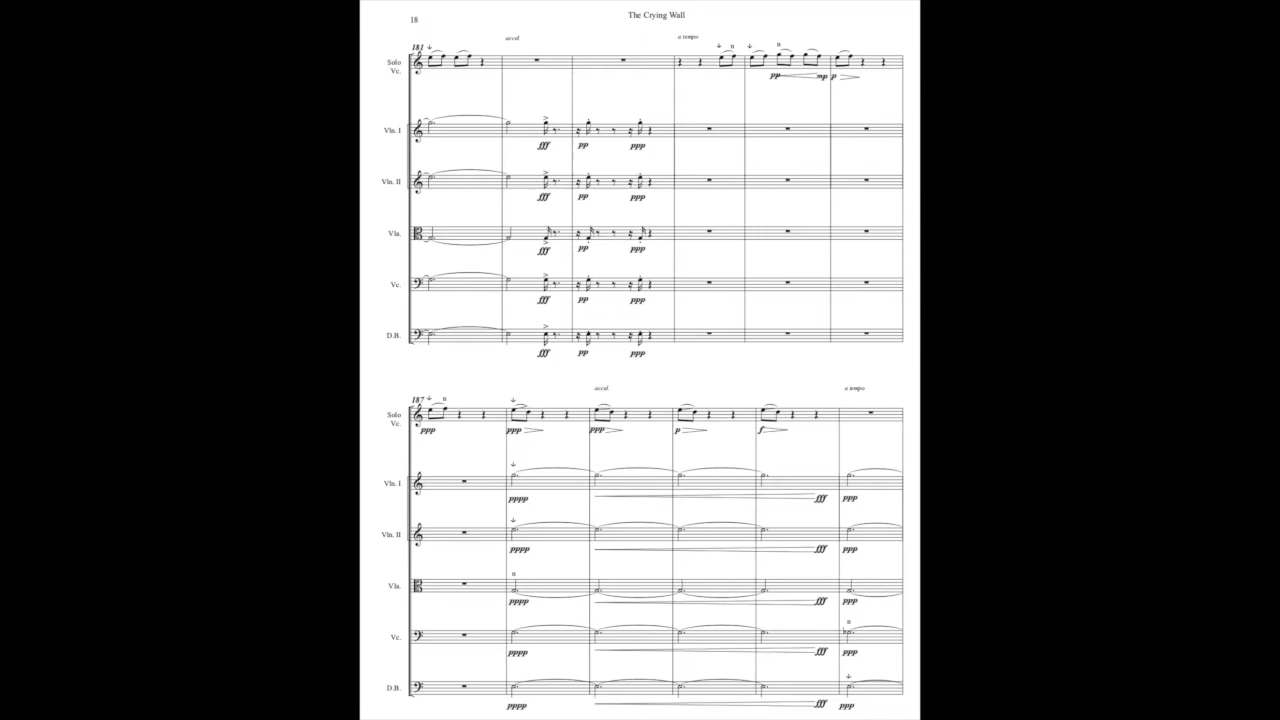 The Crying Wall
18
accel.
a tempo
181
n n
Solo
Vc.
pp mp p
Vln. I
fff pp ppp
Vln. II
fff pp ppp
Vla.
fff pp ppp
Vc.
fff pp ppp
D.B.
fff pp ppp
accel.
a tempo
187
n
Solo
Vc.
ppp ppp ppp p f
Vln. I
pppp fff ppp
Vln. II
pppp fff ppp
n
Vla.
pppp fff ppp
n
Vc.
pppp fff ppp
D.B.
pppp fff ppp